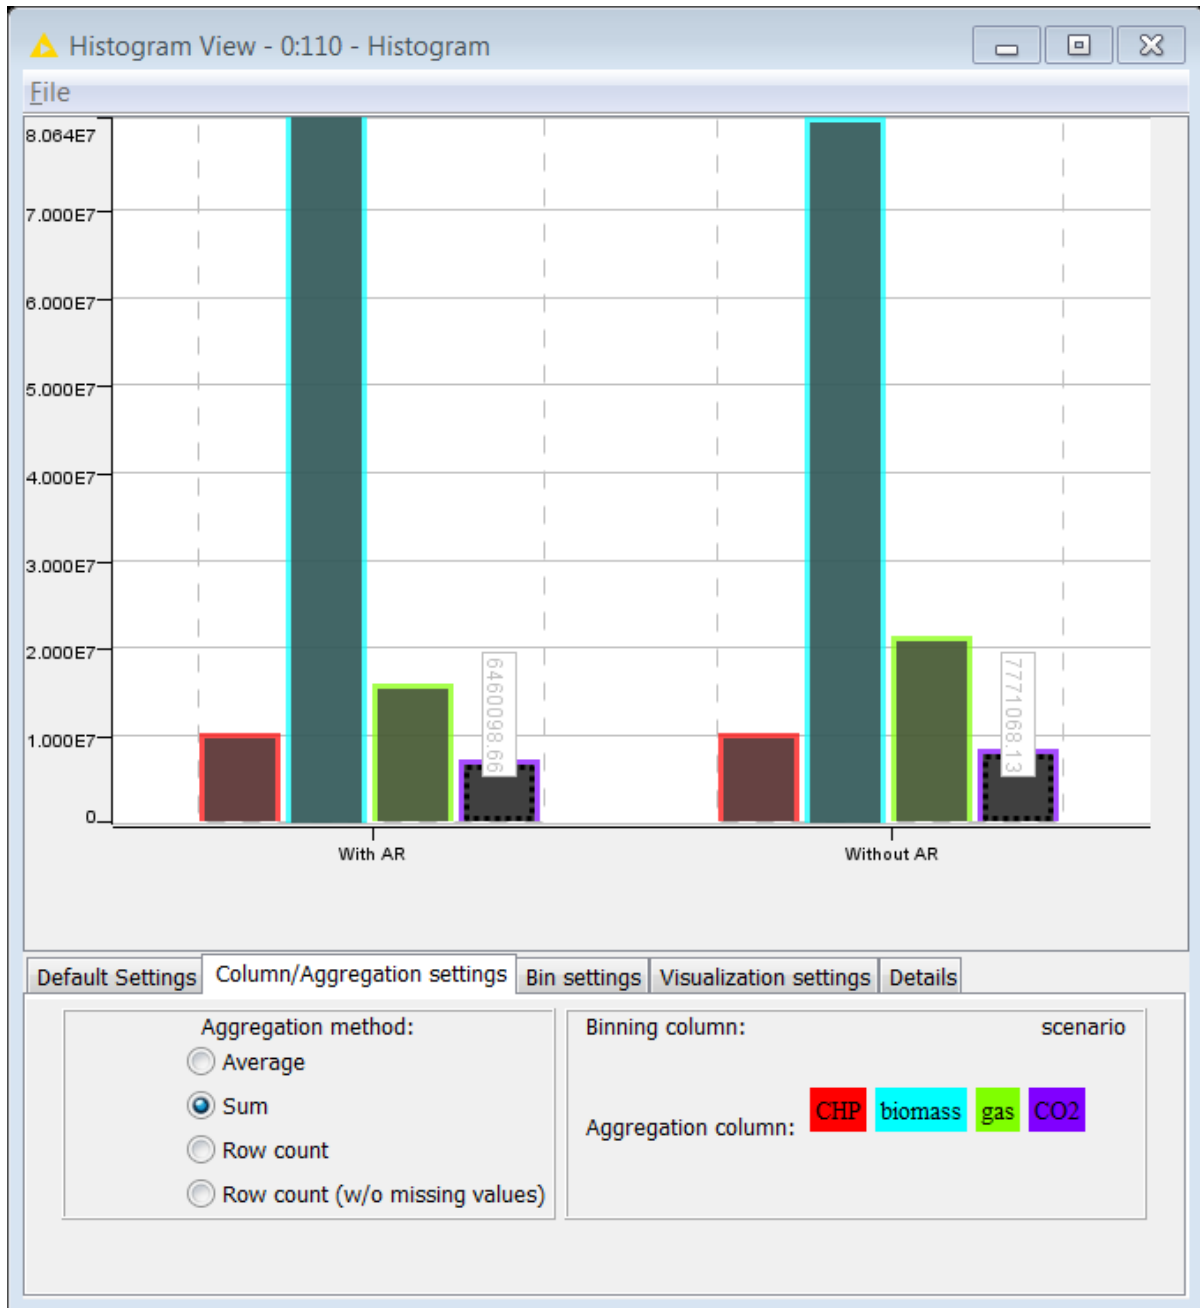 Histogram View - 0:110 - Histogram
File
8.064E7
7.000E7
6.000E7
5.000E7
4.000E7
3.000E7
2.000E7
1.000E7
0
6460098.66
7771068.13
With AR
Without AR
Default Settings
Column/Aggregation settings
Bin settings
Visualization settings
Details
Aggregation method:
Average
Sum
Row count
Row count (w/o missing values)
Binning column:
scenario
Aggregation column:
CHP
biomass
gas
CO2